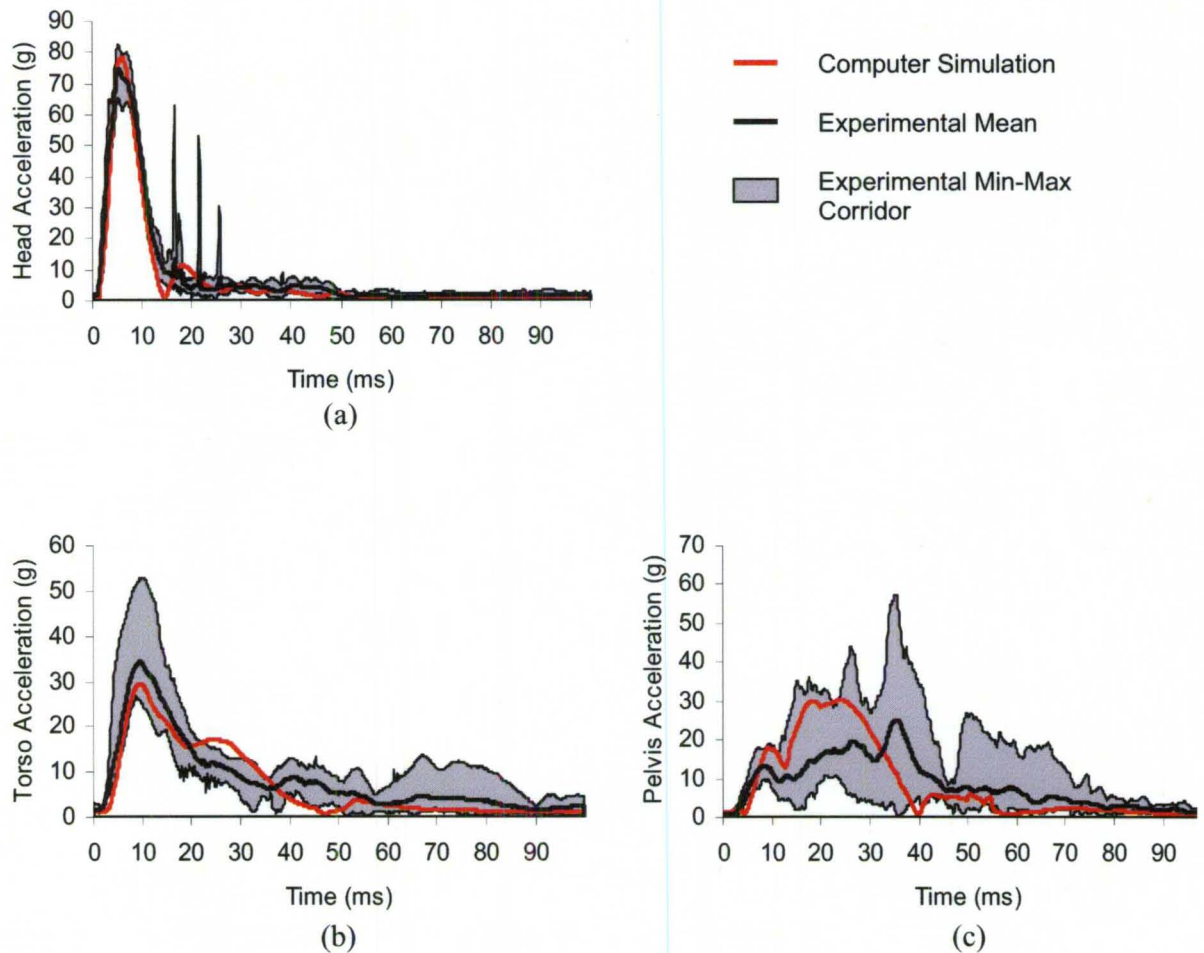 90
80
70
60
50
40
30
20
10
0
Head Acceleration (g)
0 10 20 30 40 50 60 70 80 90
Time (ms)
(a)
Computer Simulation
Experimental Mean
Experimental Min-Max
Corridor
60
50
40
30
20
10
0
Torso Acceleration (g)
0 10 20 30 40 50 60 70 80 90
Time (ms)
(b)
70
60
50
40
30
20
10
0
Pelvis Acceleration (g)
0 10 20 30 40 50 60 70 80 90
Time (ms)
(c)